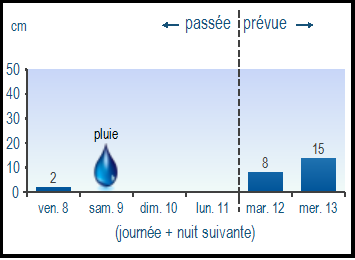 ← passée prévue →
cm
50
40
30
20
10
0
pluie
2
8
15
ven. 8 sam. 9 dim. 10 lun. 11 mar. 12 mer. 13
(journée + nuit suivante)